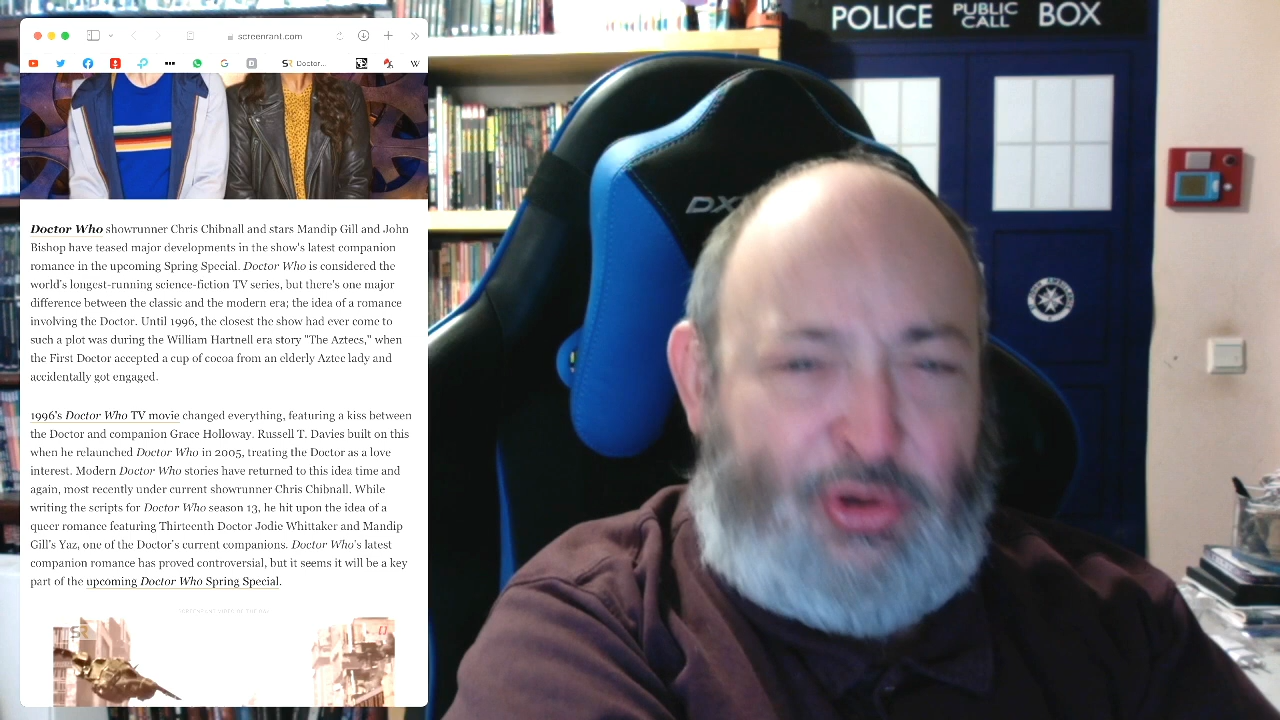 screenrant.com
SR Doctor...
W
Doctor Who showrunner Chris Chibnall and stars Mandip Gill and John
Bishop have teased major developments in the show's latest companion
romance in the upcoming Spring Special. Doctor Who is considered the
world's longest-running science-fiction TV series, but there's one major
difference between the classic and the modern era; the idea of a romance
involving the Doctor. Until 1996, the closest the show had ever come to
such a plot was during the William Hartnell era story "The Aztecs," when
the First Doctor accepted a cup of cocoa from an elderly Aztec lady and
accidentally got engaged.
1996's Doctor Who TV movie changed everything, featuring a kiss between
the Doctor and companion Grace Holloway. Russell T. Davies built on this
when he relaunched Doctor Who in 2005, treating the Doctor as a love
interest. Modern Doctor Who stories have returned to this idea time and
again, most recently under current showrunner Chris Chibnall. While
writing the scripts for Doctor Who season 13, he hit upon the idea of a
queer romance featuring Thirteenth Doctor Jodie Whittaker and Mandip
Gill's Yaz, one of the Doctor's current companions. Doctor Who's latest
companion romance has proved controversial, but it seems it will be a key
part of the upcoming Doctor Who Spring Special.
SCREENRANT VIDEO OF THE DAY
SR
POLICE PUBLIC CALL BOX
DX